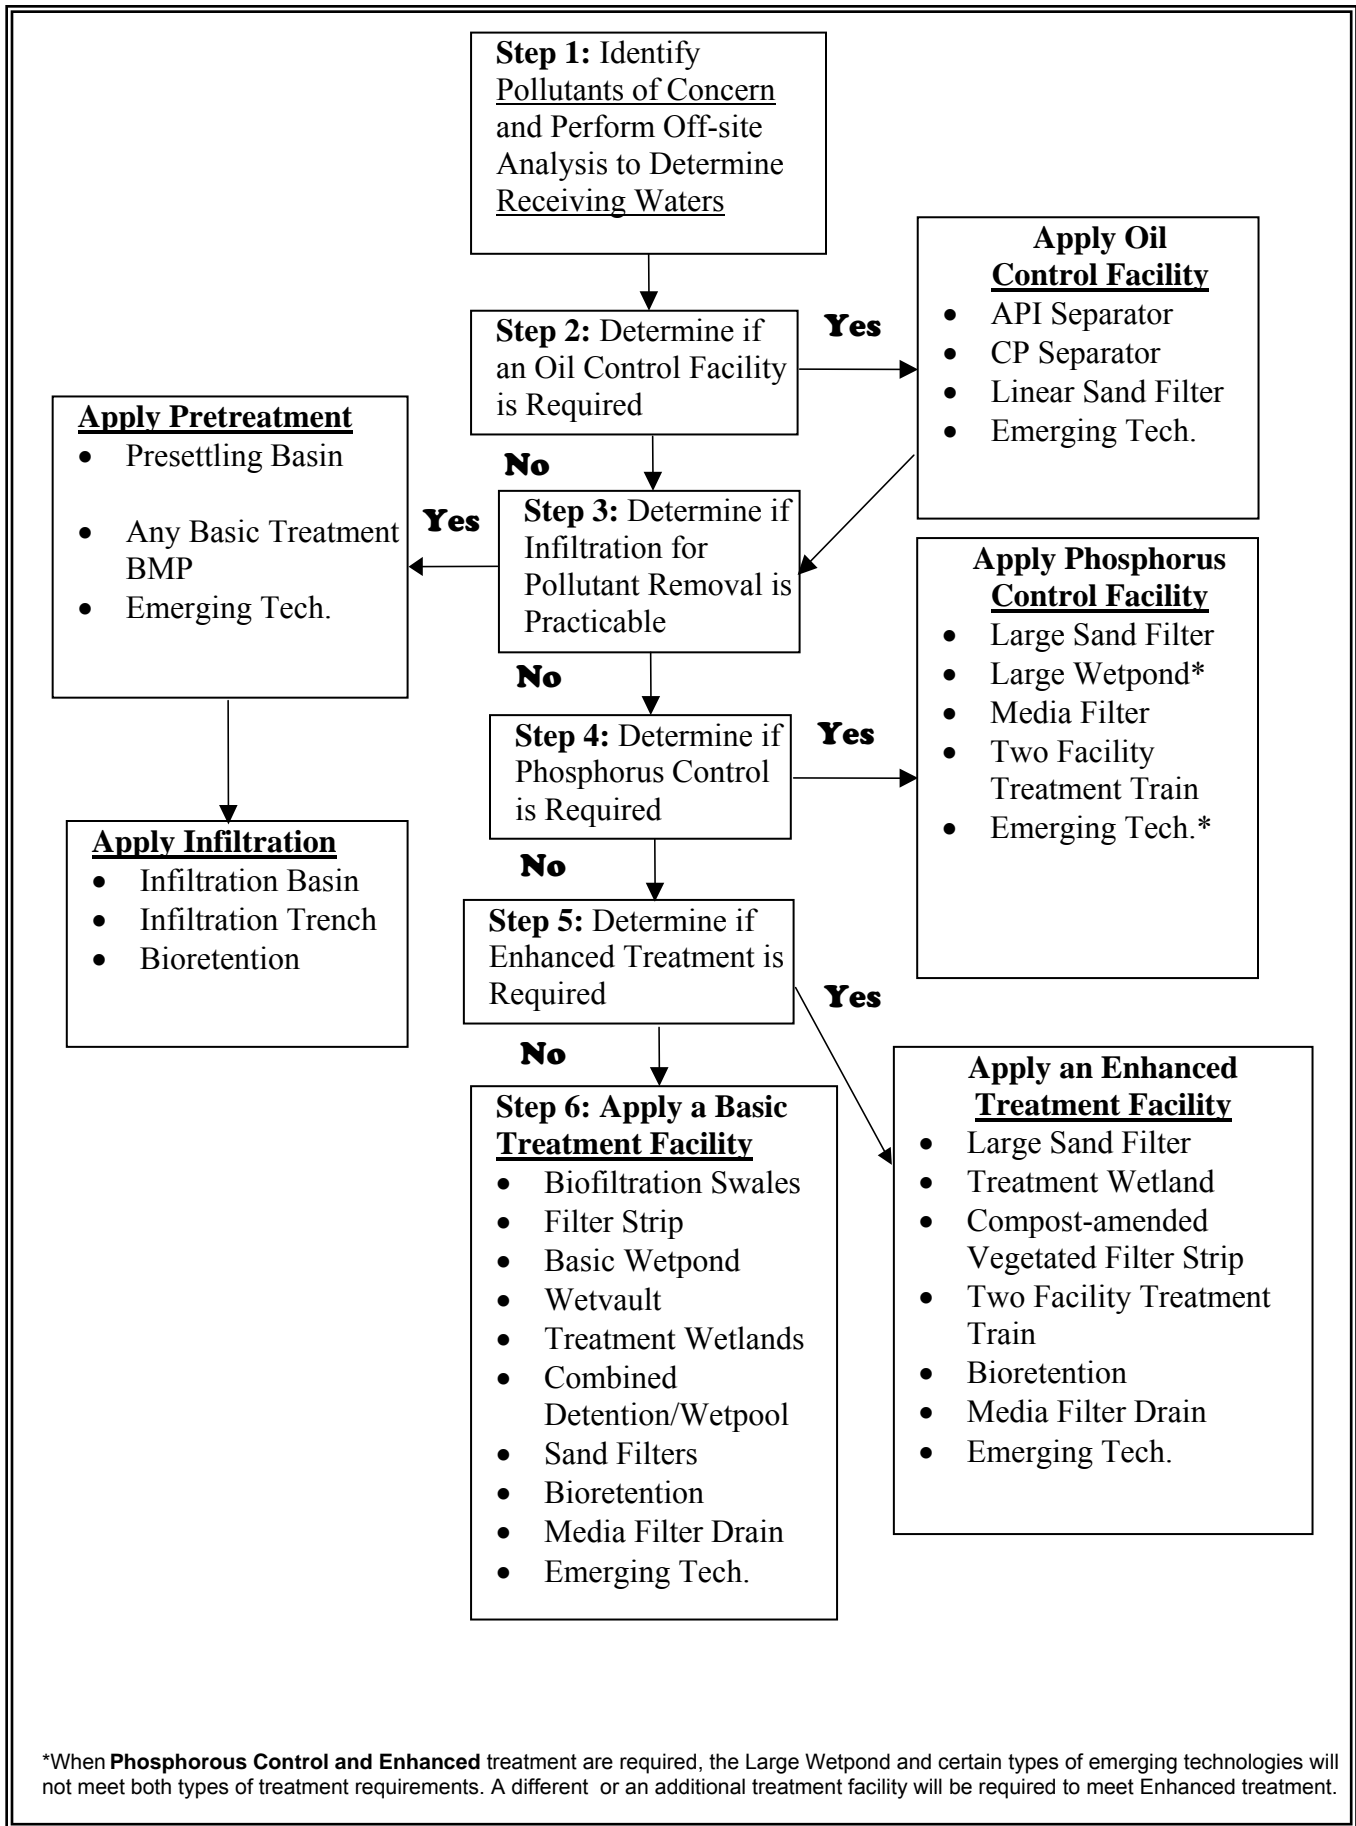 Step 1: Identify
Pollutants of Concern
and Perform Off-site
Analysis to Determine
Receiving Waters
Apply Oil
Control Facility
• API Separator
• CP Separator
• Linear Sand Filter
• Emerging Tech.
Step 2: Determine if
an Oil Control Facility
is Required
Yes
No
Apply Pretreatment
• Presettling Basin
• Any Basic Treatment
BMP
• Emerging Tech.
Yes
Step 3: Determine if
Infiltration for
Pollutant Removal is
Practicable
No
Apply Phosphorus
Control Facility
• Large Sand Filter
• Large Wetpond*
• Media Filter
• Two Facility
Treatment Train
• Emerging Tech.*
Step 4: Determine if
Phosphorus Control
is Required
Yes
No
Apply Infiltration
• Infiltration Basin
• Infiltration Trench
• Bioretention
Step 5: Determine if
Enhanced Treatment is
Required
Yes
No
Apply an Enhanced
Treatment Facility
• Large Sand Filter
• Treatment Wetland
• Compost-amended
Vegetated Filter Strip
• Two Facility Treatment
Train
• Bioretention
• Media Filter Drain
• Emerging Tech.
Step 6: Apply a Basic
Treatment Facility
• Biofiltration Swales
• Filter Strip
• Basic Wetpond
• Wetvault
• Treatment Wetlands
• Combined
Detention/Wetpool
• Sand Filters
• Bioretention
• Media Filter Drain
• Emerging Tech.
*When Phosphorous Control and Enhanced treatment are required, the Large Wetpond and certain types of emerging technologies will
not meet both types of treatment requirements. A different or an additional treatment facility will be required to meet Enhanced treatment.